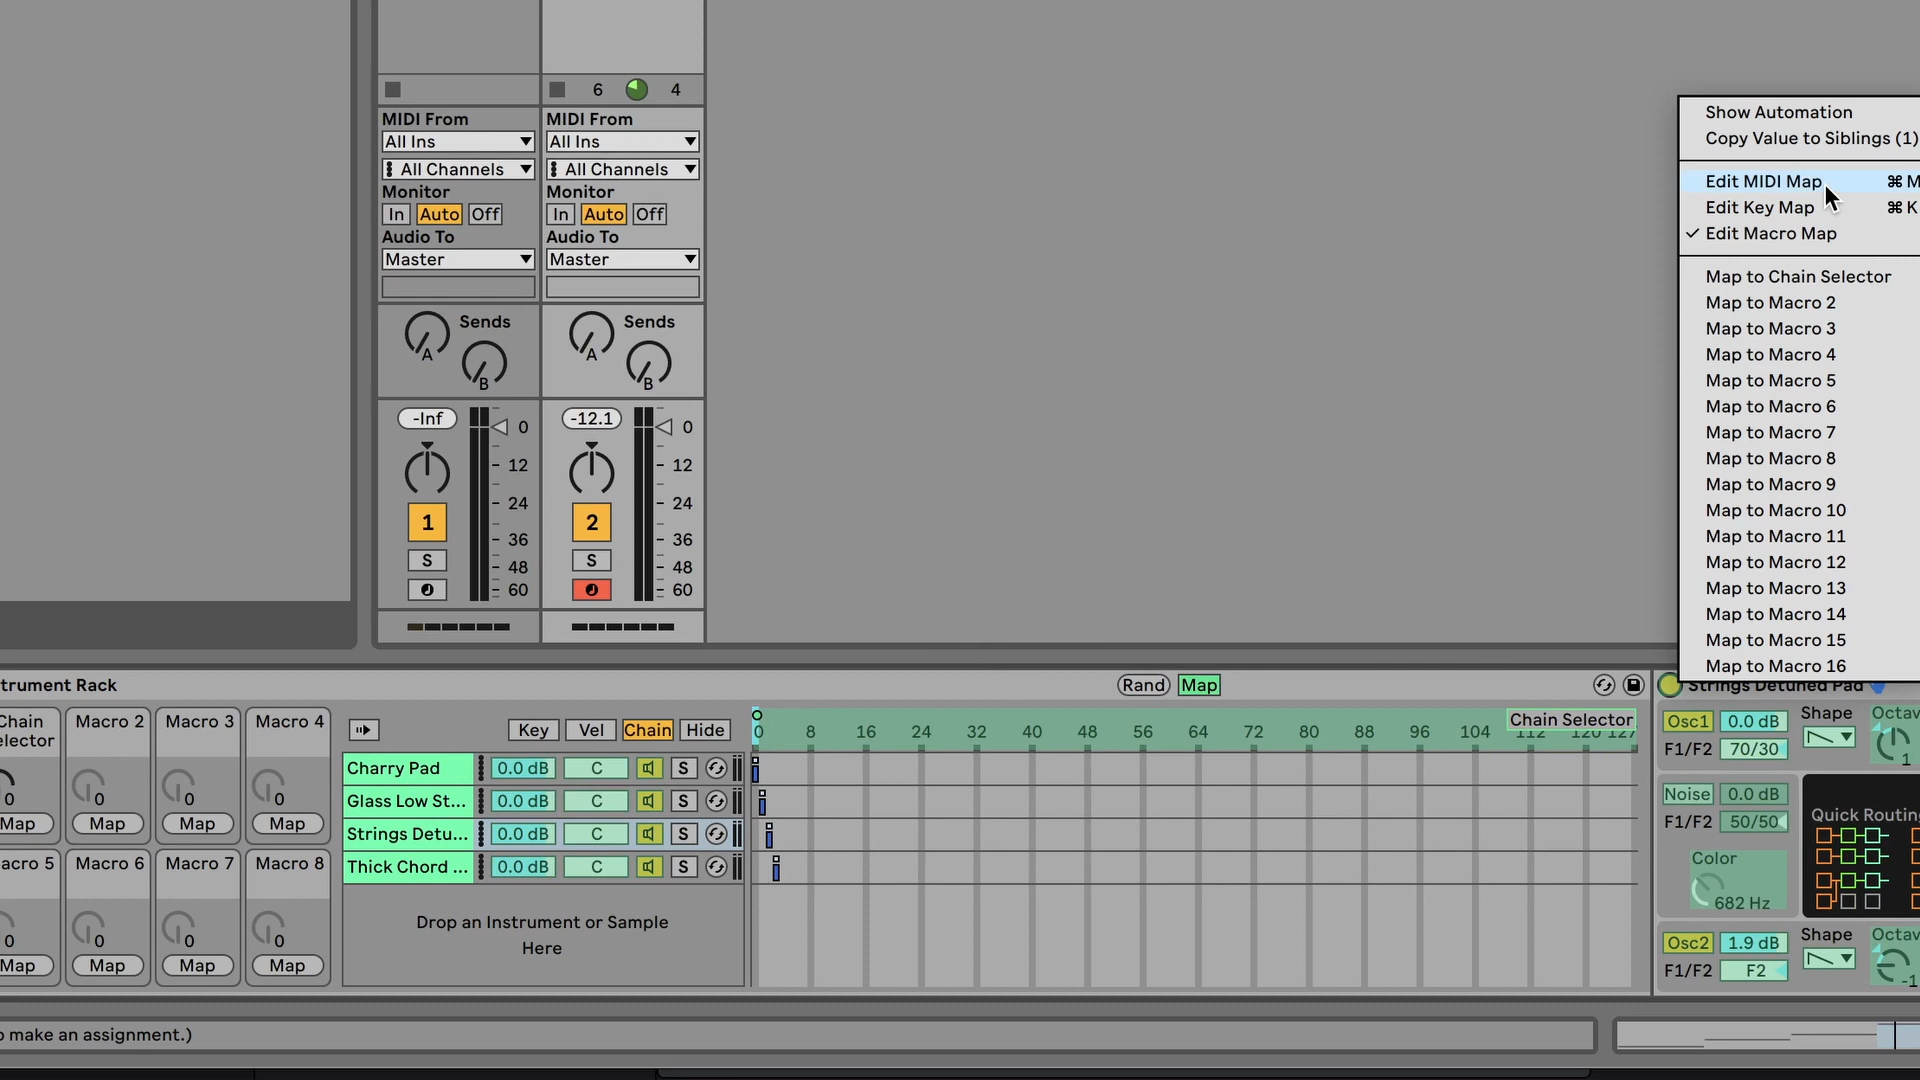 6 4
MIDI From MIDI From
All Ins All Ins
All Channels All Channels
Monitor Monitor
In Auto Off In Auto Off
Audio To Audio To
Master Master
Sends Sends
A A
B B
-Inf -12.1
0 0
12 12
1 2 24 24
36 36
S S 48 48
60 60
Show Automation
Copy Value to Siblings (1)
Edit MIDI Map ⌘ M
Edit Key Map ⌘ K
✓ Edit Macro Map
Map to Chain Selector
Map to Macro 2
Map to Macro 3
Map to Macro 4
Map to Macro 5
Map to Macro 6
Map to Macro 7
Map to Macro 8
Map to Macro 9
Map to Macro 10
Map to Macro 11
Map to Macro 12
Map to Macro 13
Map to Macro 14
Map to Macro 15
Map to Macro 16
trument Rack Rand Map
Chain elector Macro 2 Macro 3 Macro 4
0 0 0 0
Map Map Map Map
acro 5 Macro 6 Macro 7 Macro 8
0 0 0 0
Map Map Map Map
Key Vel Chain Hide
Chain Selector
0 8 16 24 32 40 48 56 64 72 80 88 96 104 112 120 127
Charry Pad 0.0 dB C S
Glass Low St... 0.0 dB C S
Strings Detu... 0.0 dB C S
Thick Chord ... 0.0 dB C S
Drop an Instrument or Sample
Here
Strings Detuned Pad
Osc1 0.0 dB Shape Octav
F1/F2 70/30 1
Noise 0.0 dB
F1/F2 50/50 Quick Routing
Color
682 Hz
Osc2 1.9 dB Shape Octav
F1/F2 F2 -1
o make an assignment.)